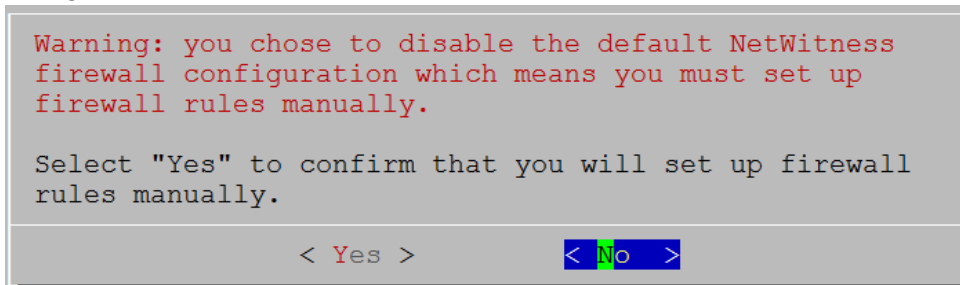 Warning: you chose to disable the default NetWitness
firewall configuration which means you must set up
firewall rules manually.
Select "Yes" to confirm that you will set up firewall
rules manually.
< Yes > < No >